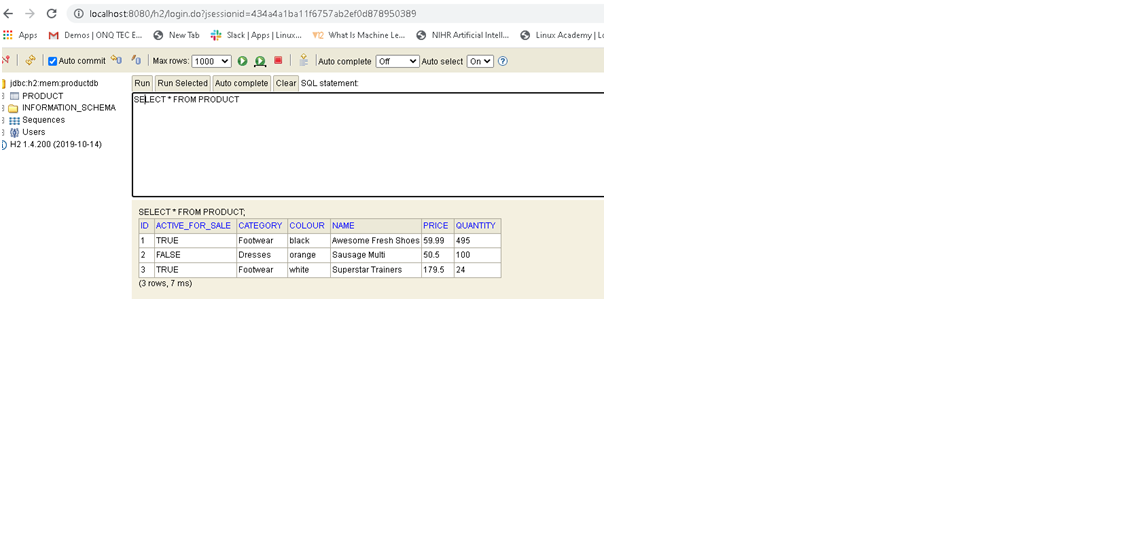 localhost:8080/h2/login.do?jsessionid=434a4a1ba11f6757ab2ef0d878950389
Apps Demos | ONQ TEC E... New Tab Slack | Apps | Linux... What Is Machine Le... NIHR Artificial Intell... Linux Academy | Lo
Auto commit Max rows: 1000 Auto complete Off Auto select On
jdbc:h2:mem:productdb
PRODUCT
INFORMATION_SCHEMA
Sequences
Users
H2 1.4.200 (2019-10-14)
Run Run Selected Auto complete Clear SQL statement:
SELECT * FROM PRODUCT
SELECT * FROM PRODUCT;
ID ACTIVE_FOR_SALE CATEGORY COLOUR NAME PRICE QUANTITY
1 TRUE Footwear black Awesome Fresh Shoes 59.99 495
2 FALSE Dresses orange Sausage Multi 50.5 100
3 TRUE Footwear white Superstar Trainers 179.5 24
(3 rows, 7 ms)